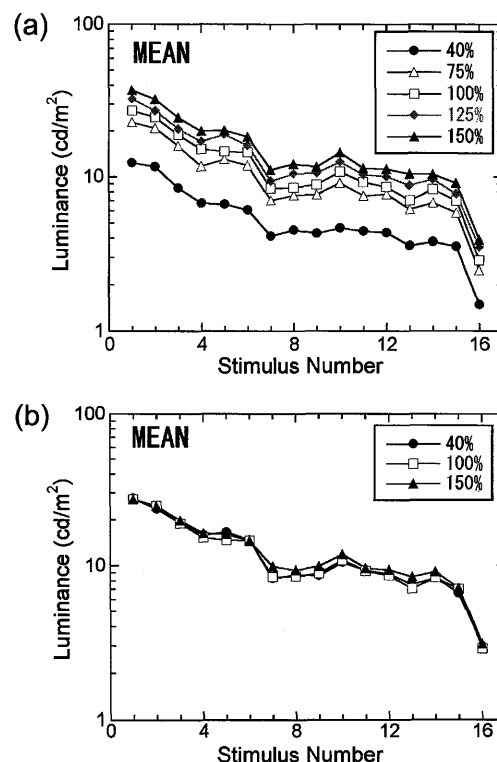 (a)
MEAN
40%
75%
100%
125%
150%
Luminance (cd/m²)
100
10
1
0 4 8 12 16
Stimulus Number
(b)
MEAN
40%
100%
150%
Luminance (cd/m²)
100
10
1
0 4 8 12 16
Stimulus Number